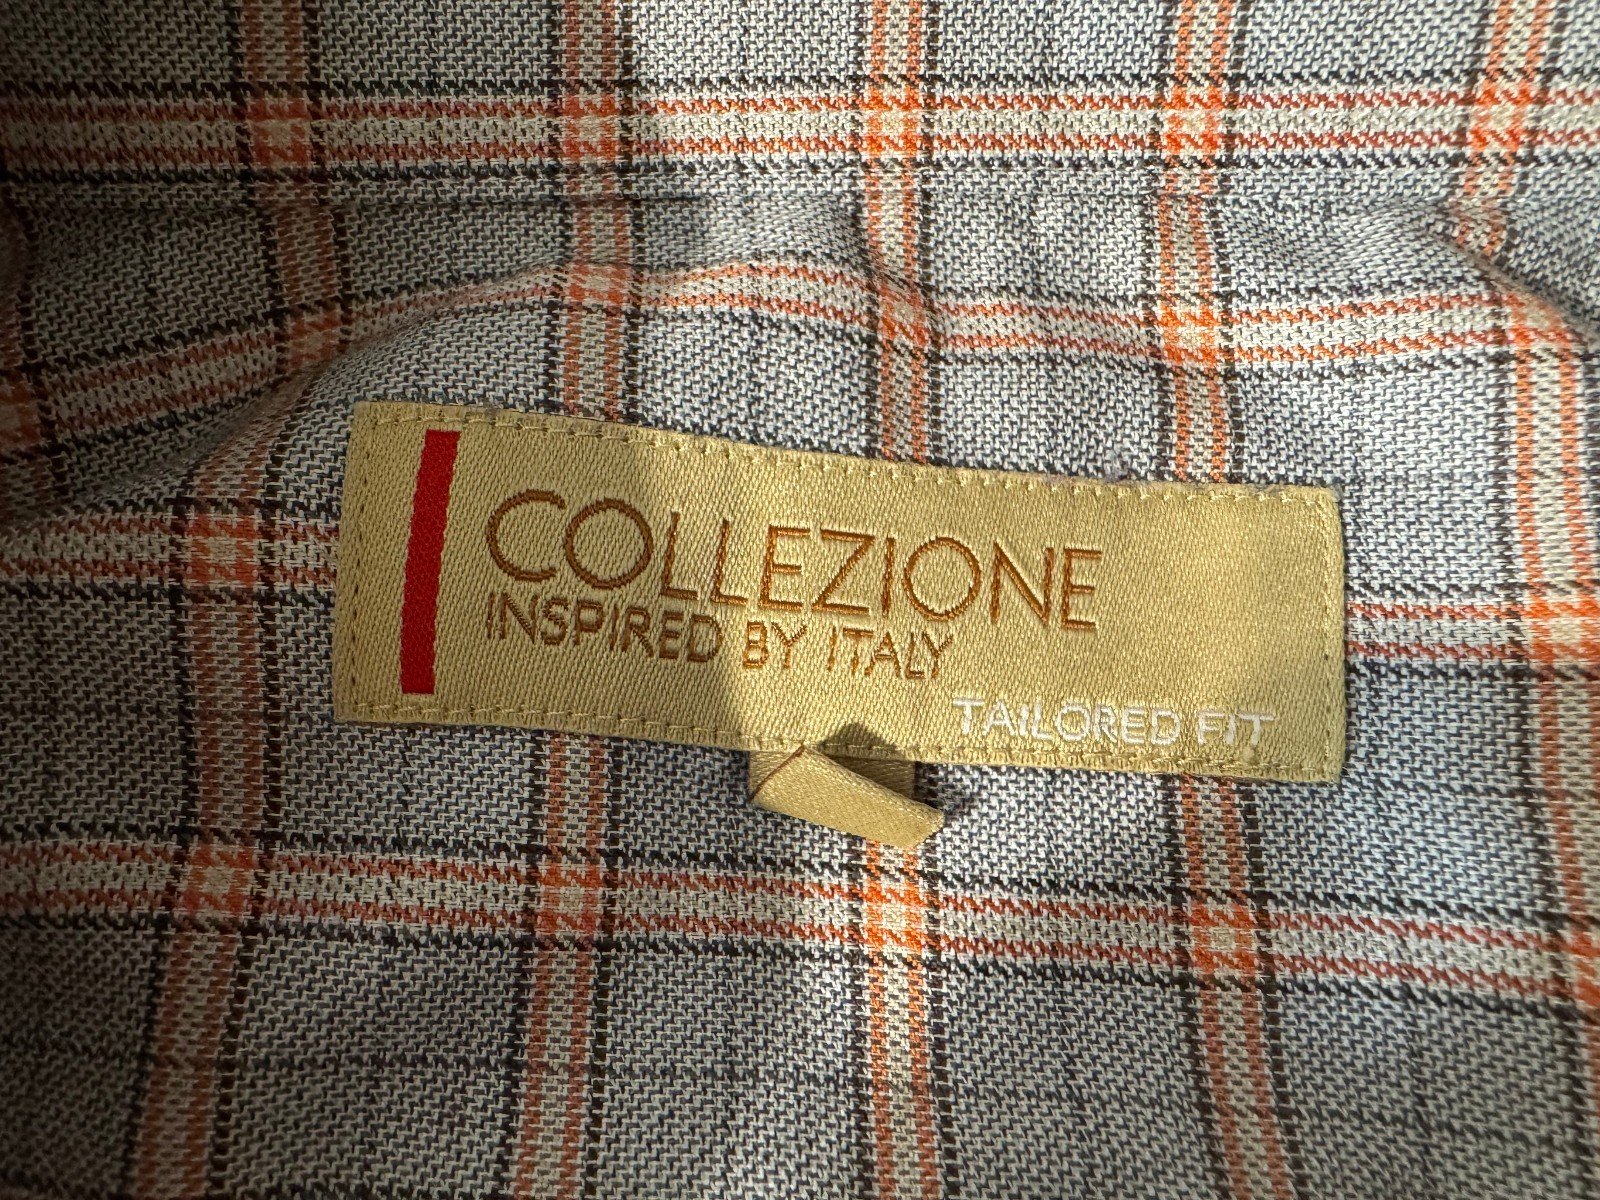 COLLEZIONE
INSPIRED BY ITALY
TAILORED FIT